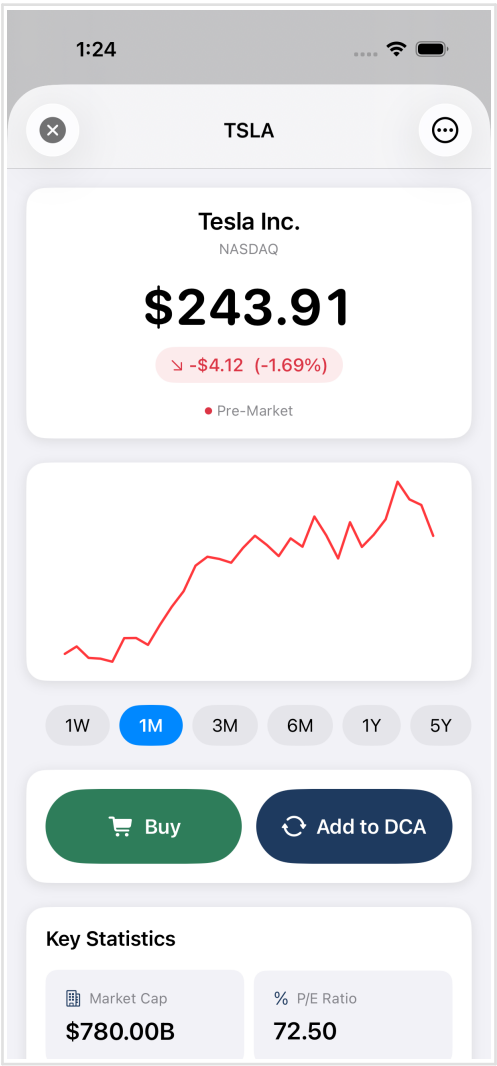 1:24
TSLA
Tesla Inc.
NASDAQ
$243.91
-$4.12 (-1.69%)
Pre-Market
1W 1M 3M 6M 1Y 5Y
Buy Add to DCA
Key Statistics
Market Cap % P/E Ratio
$780.00B 72.50